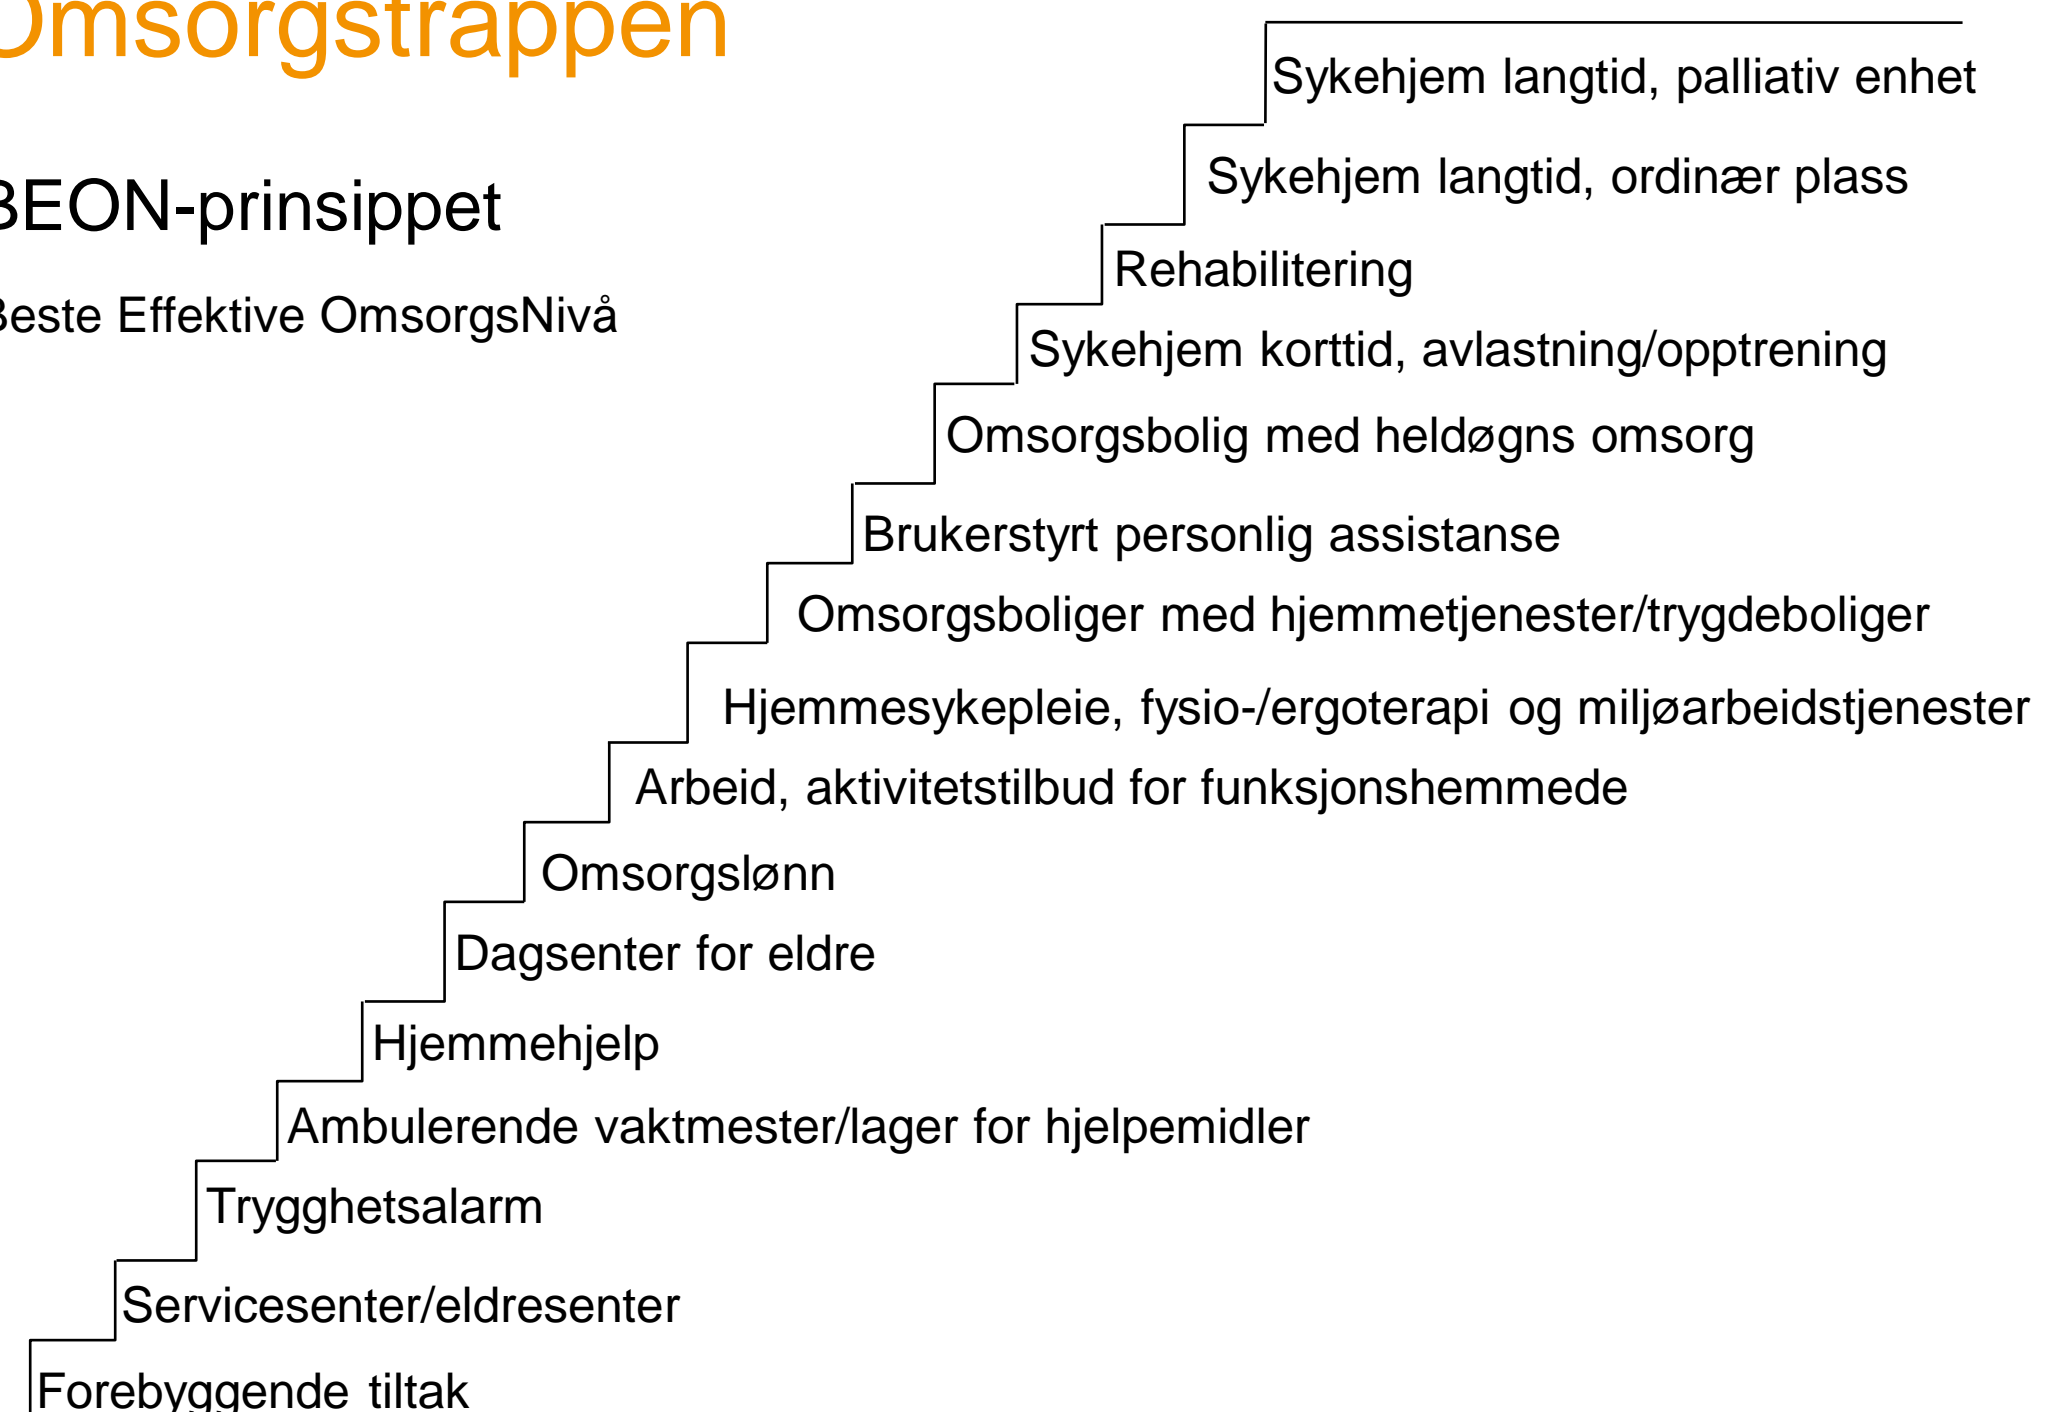 Omsorgstrappen
BEON-prinsippet
Beste Effektive OmsorgsNivå
Sykehjem langtid, palliativ enhet
Sykehjem langtid, ordinær plass
Rehabilitering
Sykehjem korttid, avlastning/opptrening
Omsorgsbolig med heldøgns omsorg
Brukerstyrt personlig assistanse
Omsorgsboliger med hjemmetjenester/trygdeboliger
Hjemmesykepleie, fysio-/ergoterapi og miljøarbeidstjenester
Arbeid, aktivitetstilbud for funksjonshemmede
Omsorgslønn
Dagsenter for eldre
Hjemmehjelp
Ambulerende vaktmester/lager for hjelpemidler
Trygghetsalarm
Servicesenter/eldresenter
Forebyggende tiltak